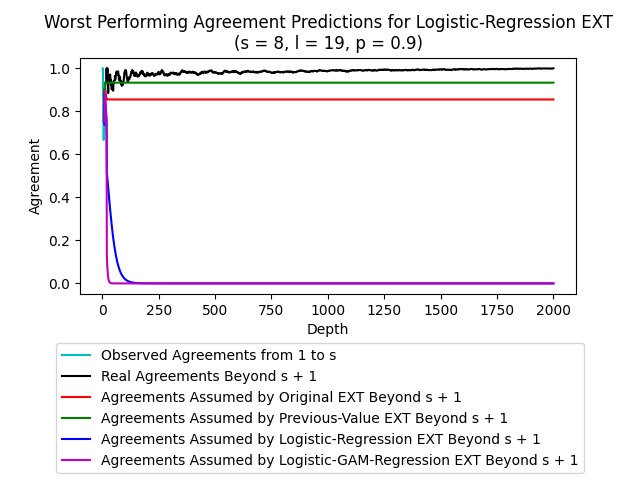 Worst Performing Agreement Predictions for Logistic-Regression EXT
(s = 8, l = 19, p = 0.9)
1.0
0.8
0.6
0.4
0.2
0.0
Agreement
0 250 500 750 1000 1250 1500 1750 2000
Depth
Observed Agreements from 1 to s
Real Agreements Beyond s + 1
Agreements Assumed by Original EXT Beyond s + 1
Agreements Assumed by Previous-Value EXT Beyond s + 1
Agreements Assumed by Logistic-Regression EXT Beyond s + 1
Agreements Assumed by Logistic-GAM-Regression EXT Beyond s + 1